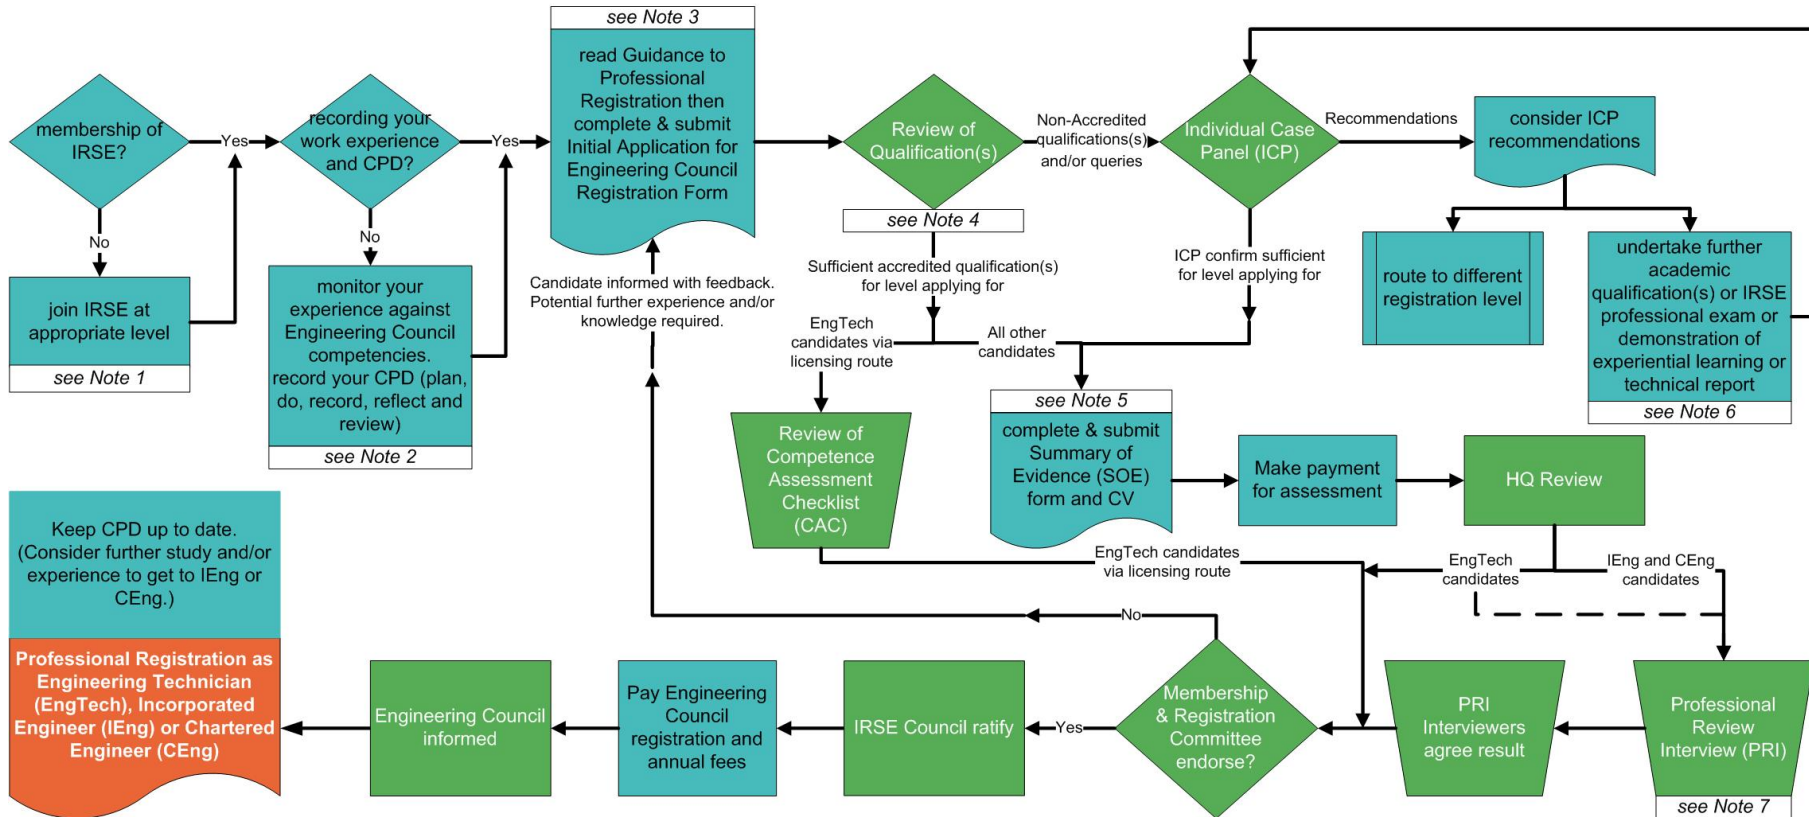 see Note 3
read Guidance to
Professional
Registration then
complete & submit
Initial Application for
Engineering Council
Registration Form
membership of
IRSE?
Yes
No
join IRSE at
appropriate level
see Note 1
recording your
work experience
and CPD?
Yes
No
monitor your
experience against
Engineering Council
competencies.
record your CPD (plan,
do, record, reflect and
review)
see Note 2
Review of
Qualification(s)
see Note 4
Non-Accredited
qualifications(s)
and/or queries
Individual Case
Panel (ICP)
Recommendations
consider ICP
recommendations
route to different
registration level
undertake further
academic
qualification(s) or IRSE
professional exam or
demonstration of
experiential learning or
technical report
see Note 6
ICP confirm sufficient
for level applying for
Sufficient accredited qualification(s)
for level applying for
Candidate informed with feedback.
Potential further experience and/or
knowledge required.
EngTech
candidates via
licensing route
All other
candidates
Review of
Competence
Assessment
Checklist
(CAC)
see Note 5
complete & submit
Summary of
Evidence (SOE)
form and CV
Make payment
for assessment
HQ Review
EngTech candidates
via licensing route
EngTech
candidates
IEng and CEng
candidates
No
Professional
Review
Interview (PRI)
see Note 7
PRI
Interviewers
agree result
Membership
& Registration
Committee
endorse?
Yes
IRSE Council ratify
Pay Engineering
Council
registration and
annual fees
Engineering Council
informed
Keep CPD up to date.
(Consider further study and/or
experience to get to IEng or
CEng.)
Professional Registration as
Engineering Technician
(EngTech), Incorporated
Engineer (IEng) or Chartered
Engineer (CEng)